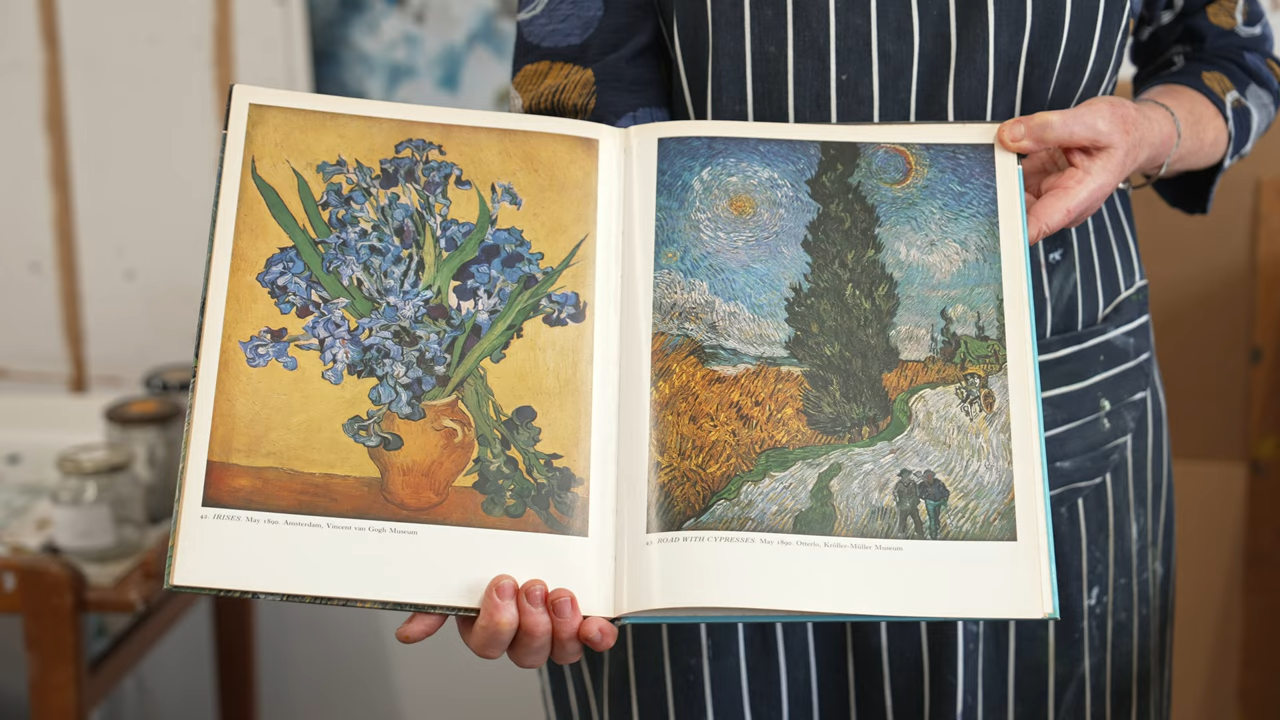 42 IRISES. May 1890. Amsterdam, Vincent van Gogh Museum
43 ROAD WITH CYPRESSES. May 1890. Otterlo, Kröller-Müller Museum